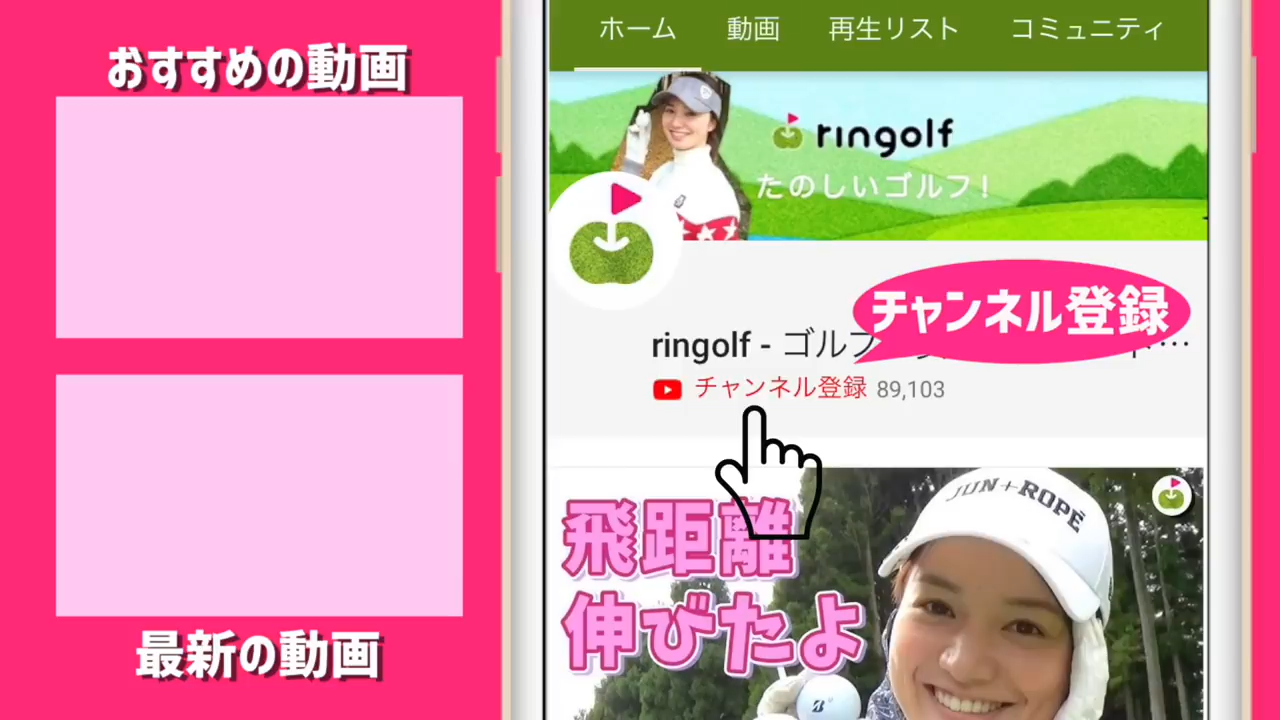 おすすめの動画
最新の動画
ホーム 動画 再生リスト コミュニティ
ringolf
たのしいゴルフ!
チャンネル登録
ringolf - ゴルフ
チャンネル登録 89,103
飛距離
伸びたよ
JUN+ROPÉ
B